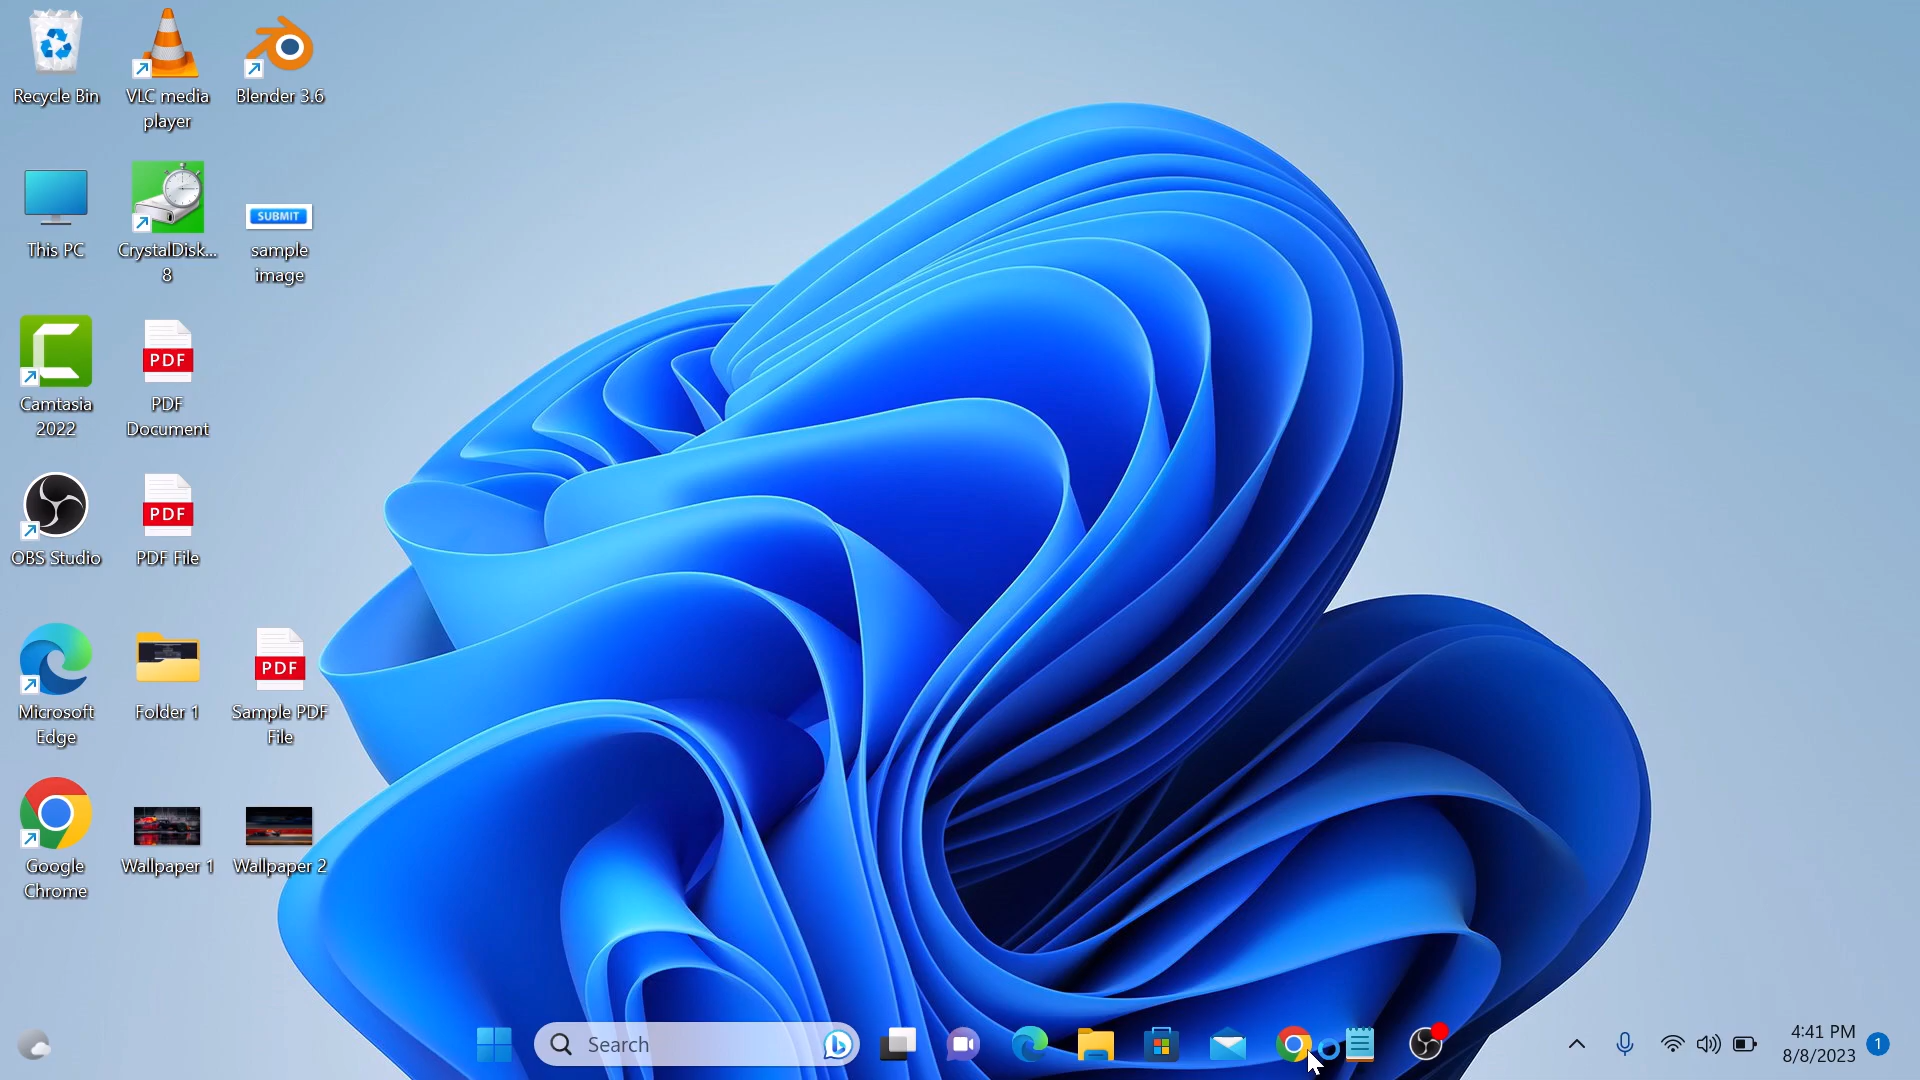 Recycle Bin
VLC media
player
Blender 3.6
This PC
CrystalDisk...
8
SUBMIT
sample
image
Camtasia
2022
PDF
PDF
Document
OBS Studio
PDF
PDF File
Microsoft
Edge
Folder 1
PDF
Sample PDF
File
Google
Chrome
Wallpaper 1
Wallpaper 2
Search
4:41 PM
8/8/2023
1